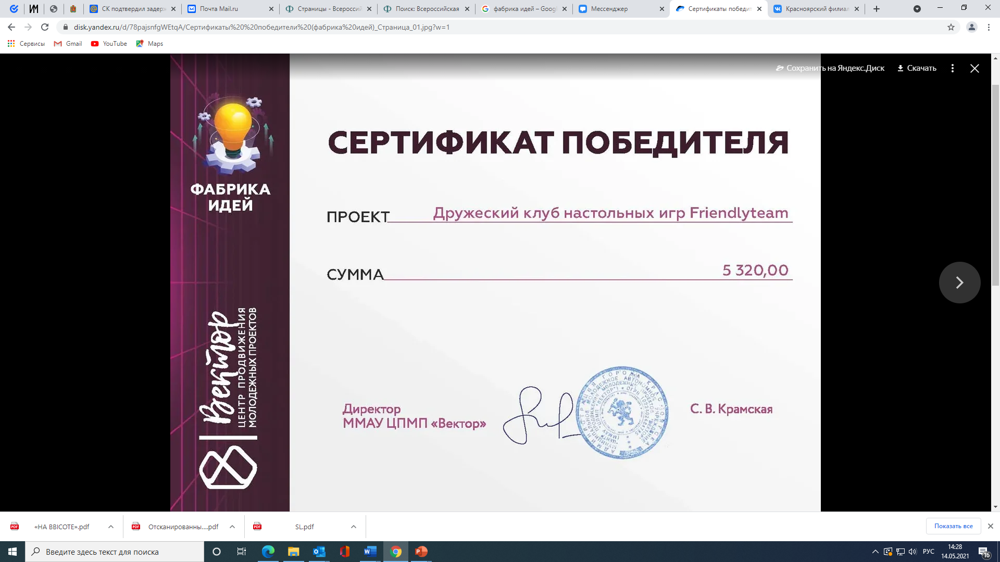 СК подтвердил задер
Почта Mail.ru
Страницы - Всероссий
Поиск: Всероссийская
фабрика идей – Goog
Мессенджер
Сертификаты победит
Красноярский филиал
disk.yandex.ru/d/78pajsnfgWEtqA/Сертификаты%20%20победители%20(фабрика%20идей)_Страница_01.jpg?w=1
Сервисы
Gmail
YouTube
Maps
Сохранить на Яндекс.Диск
Скачать
ФАБРИКА
ИДЕЙ
СЕРТИФИКАТ ПОБЕДИТЕЛЯ
ПРОЕКТ Дружеский клуб настольных игр Friendlyteam
СУММА 5 320,00
Вектор
ЦЕНТР ПРОДВИЖЕНИЯ
МОЛОДЕЖНЫХ ПРОЕКТОВ
Директор
ММАУ ЦПМП «Вектор»
С. В. Крамская
«НА ВВІСОТЕ».pdf
Отсканированны....pdf
SL.pdf
Показать все
Введите здесь текст для поиска
РУС
14:28
14.05.2021
16